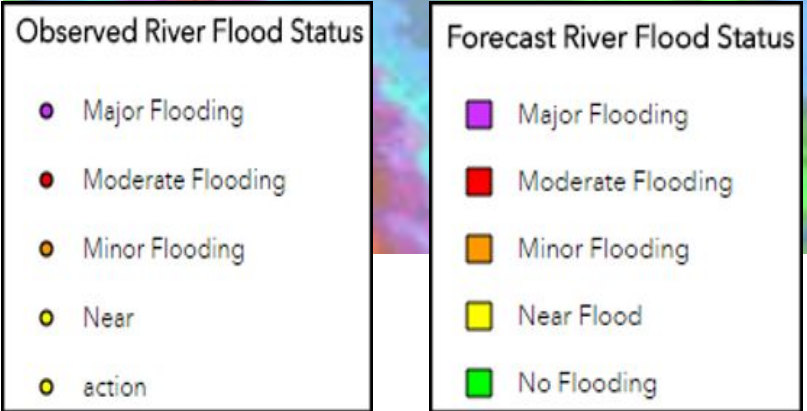 Observed River Flood Status
Major Flooding
Moderate Flooding
Minor Flooding
Near
action
Forecast River Flood Status
Major Flooding
Moderate Flooding
Minor Flooding
Near Flood
No Flooding